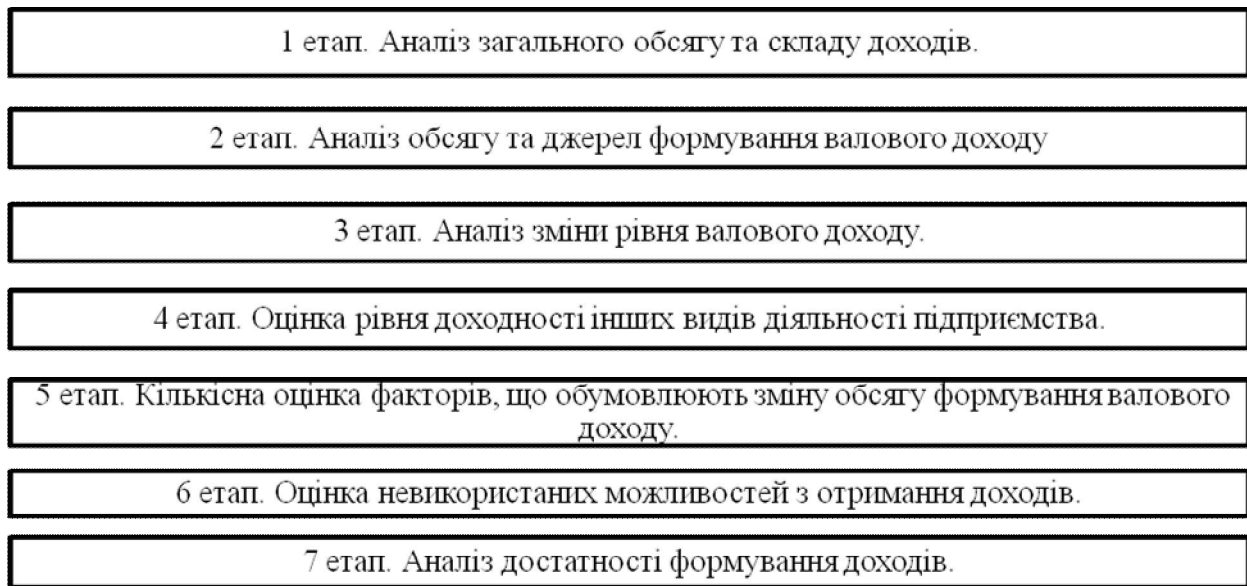 1 етап. Аналіз загального обсягу та складу доходів.
2 етап. Аналіз обсягу та джерел формування валового доходу
3 етап. Аналіз зміни рівня валового доходу.
4 етап. Оцінка рівня доходності інших видів діяльності підприємства.
5 етап. Кількісна оцінка факторів, що обумовлюють зміну обсягу формування валового
доходу.
6 етап. Оцінка невикористаних можливостей з отримання доходів.
7 етап. Аналіз достатності формування доходів.